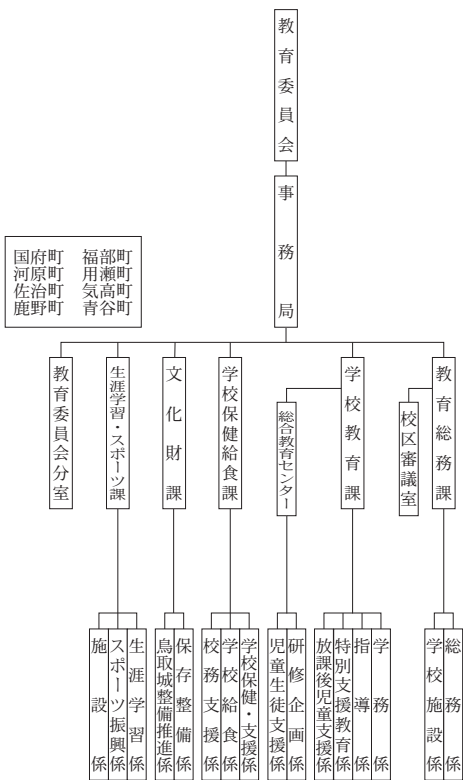 教育委員会
事務局
教育総務課
校区審議室
学校教育課
総合教育センター
学校保健給食課
文化財課
生涯学習・スポーツ課
教育委員会分室
国府町　福部町
河原町　用瀬町
佐治町　気高町
鹿野町　青谷町
総務係
学校施設係
学務係
指導係
特別支援教育係
放課後児童支援係
研修企画係
児童生徒支援係
学校保健・支援係
学校給食係
校務支援係
保存整備係
鳥取城整備推進係
生涯学習係
スポーツ振興係
施設係